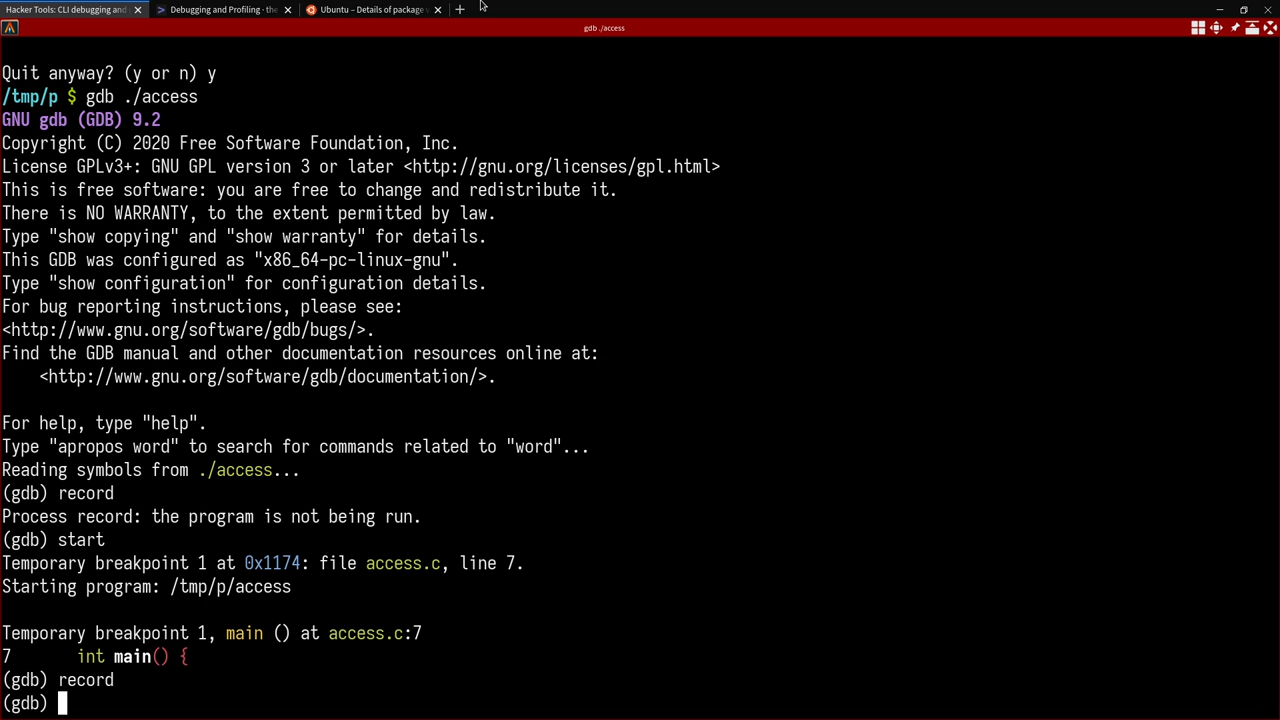 Hacker Tools: CLI debugging and
Debugging and Profiling · the
Ubuntu – Details of package
gdb ./access
Quit anyway? (y or n) y
/tmp/p $ gdb ./access
GNU gdb (GDB) 9.2
Copyright (C) 2020 Free Software Foundation, Inc.
License GPLv3+: GNU GPL version 3 or later <http://gnu.org/licenses/gpl.html>
This is free software: you are free to change and redistribute it.
There is NO WARRANTY, to the extent permitted by law.
Type "show copying" and "show warranty" for details.
This GDB was configured as "x86_64-pc-linux-gnu".
Type "show configuration" for configuration details.
For bug reporting instructions, please see:
<http://www.gnu.org/software/gdb/bugs/>.
Find the GDB manual and other documentation resources online at:
    <http://www.gnu.org/software/gdb/documentation/>.
For help, type "help".
Type "apropos word" to search for commands related to "word"...
Reading symbols from ./access...
(gdb) record
Process record: the program is not being run.
(gdb) start
Temporary breakpoint 1 at 0x1174: file access.c, line 7.
Starting program: /tmp/p/access
Temporary breakpoint 1, main () at access.c:7
7       int main() {
(gdb) record
(gdb)